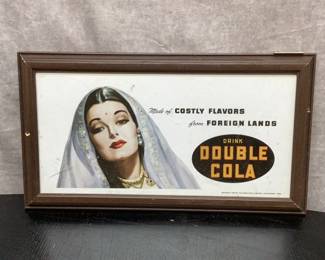 Made of COSTLY FLAVORS
from FOREIGN LANDS
DRINK
DOUBLE
COLA